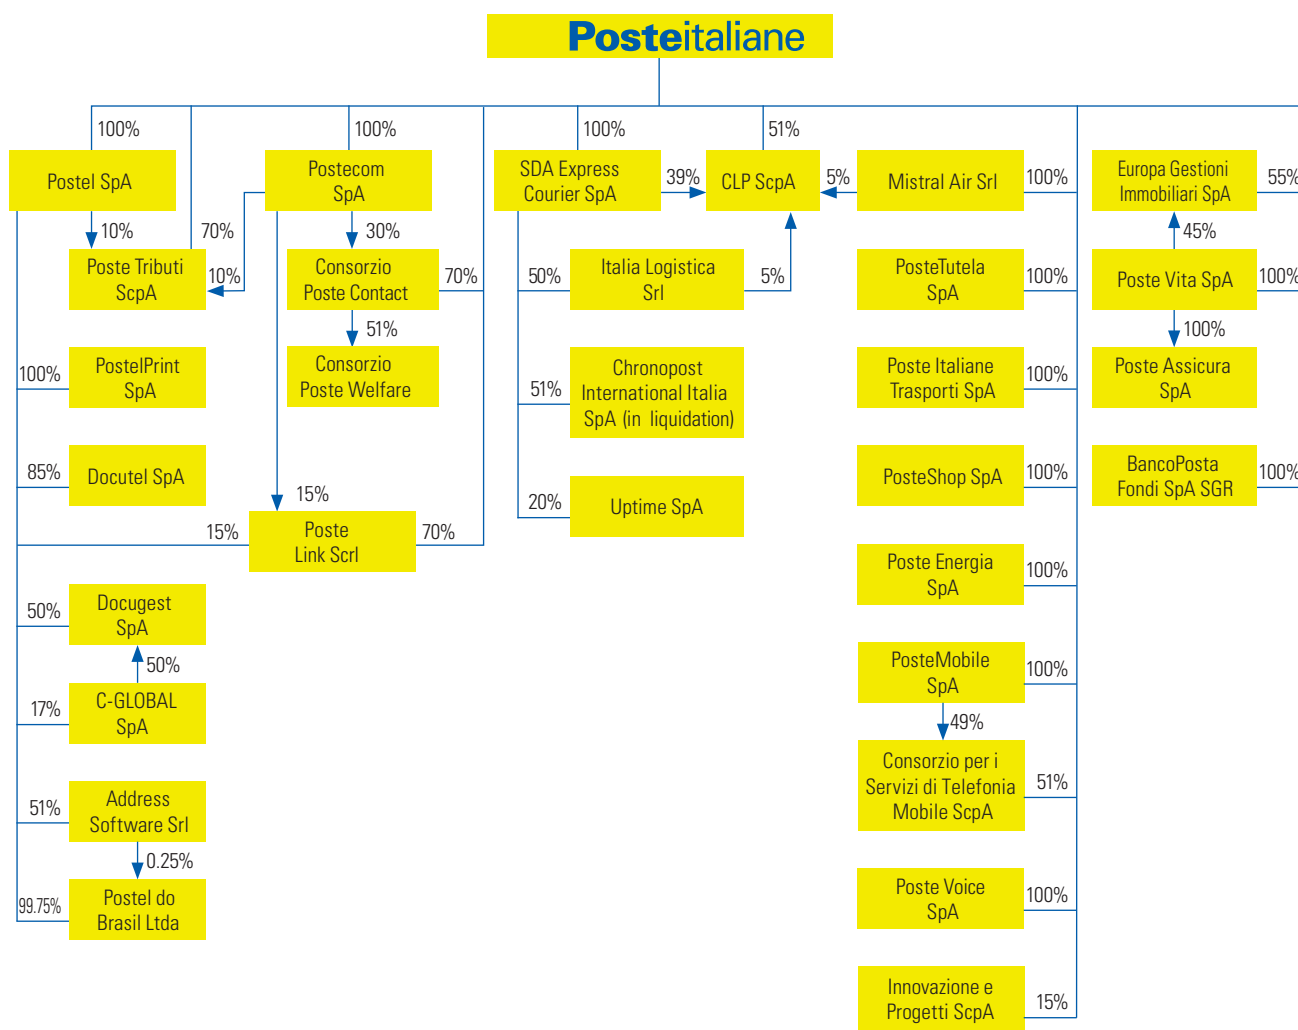 Posteitaliane
100%
100%
100%
51%
Postel SpA
Postecom
SpA
SDA Express
Courier SpA
39%
CLP ScpA
5%
Mistral Air Srl
100%
Europa Gestioni
Immobiliari SpA
55%
10%
70%
30%
45%
Poste Tributi
ScpA
10%
Consorzio
Poste Contact
70%
50%
Italia Logistica
Srl
5%
PosteTutela
SpA
100%
Poste Vita SpA
100%
51%
100%
100%
PostelPrint
SpA
Consorzio
Poste Welfare
51%
Chronopost
International Italia
SpA (in liquidation)
Poste Italiane
Trasporti SpA
100%
Poste Assicura
SpA
85%
Docutel SpA
15%
20%
Uptime SpA
PosteShop SpA
100%
BancoPosta
Fondi SpA SGR
100%
15%
Poste
Link Scrl
70%
Poste Energia
SpA
100%
50%
Docugest
SpA
50%
17%
C-GLOBAL
SpA
PosteMobile
SpA
100%
49%
51%
Address
Software Srl
Consorzio per i
Servizi di Telefonia
Mobile ScpA
51%
0.25%
99.75%
Postel do
Brasil Ltda
Poste Voice
SpA
100%
Innovazione e
Progetti ScpA
15%